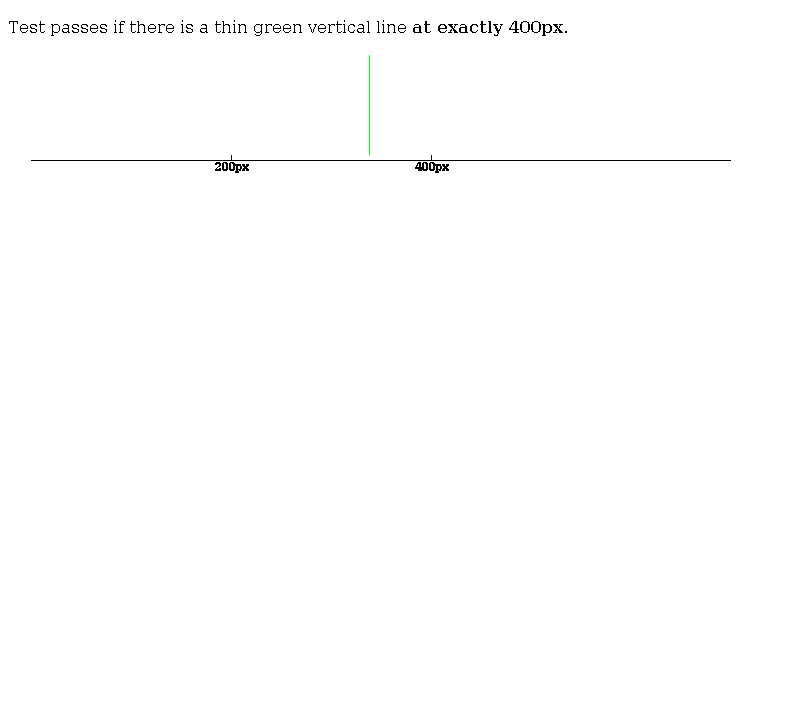 Test passes if there is a thin green vertical line at exactly 400px.
200px 400px